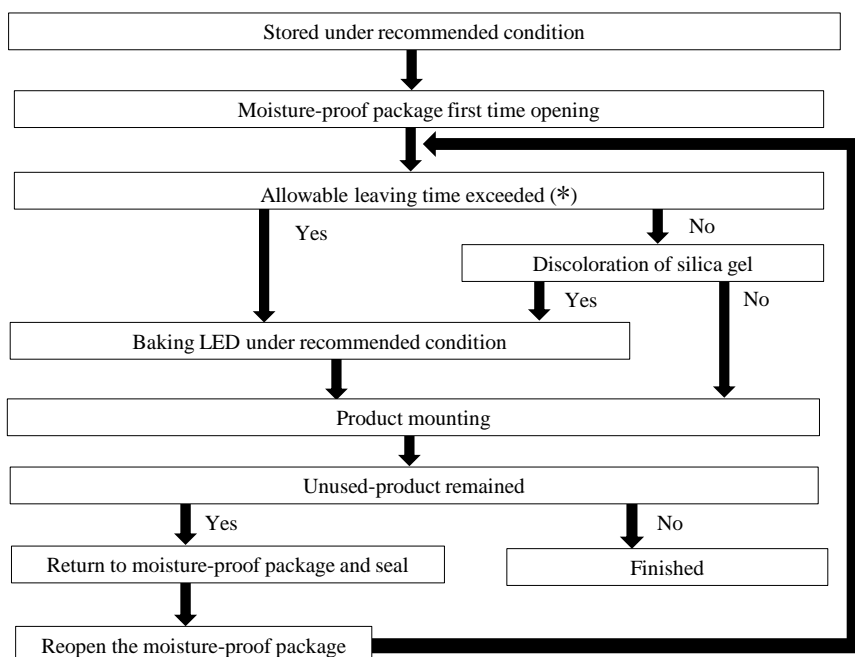 Stored under recommended condition
Moisture-proof package first time opening
Allowable leaving time exceeded (*)
Yes
No
Discoloration of silica gel
Yes
No
Baking LED under recommended condition
Product mounting
Unused-product remained
Yes
No
Return to moisture-proof package and seal
Finished
Reopen the moisture-proof package